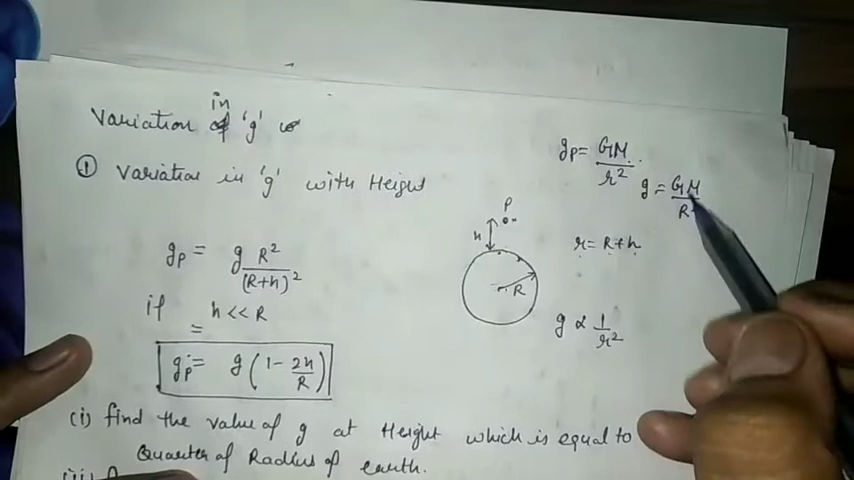 Variation in 'g'
① Variation in 'g' with Height
gp = GM/r²
g = GM/R²
P
h
R
r = R+h
gp = g R²/(R+h)²
if h << R
g ∝ 1/r²
gp = g(1 - 2h/R)
(i) find the value of g at Height which is equal to
Quarter of Radius of earth.